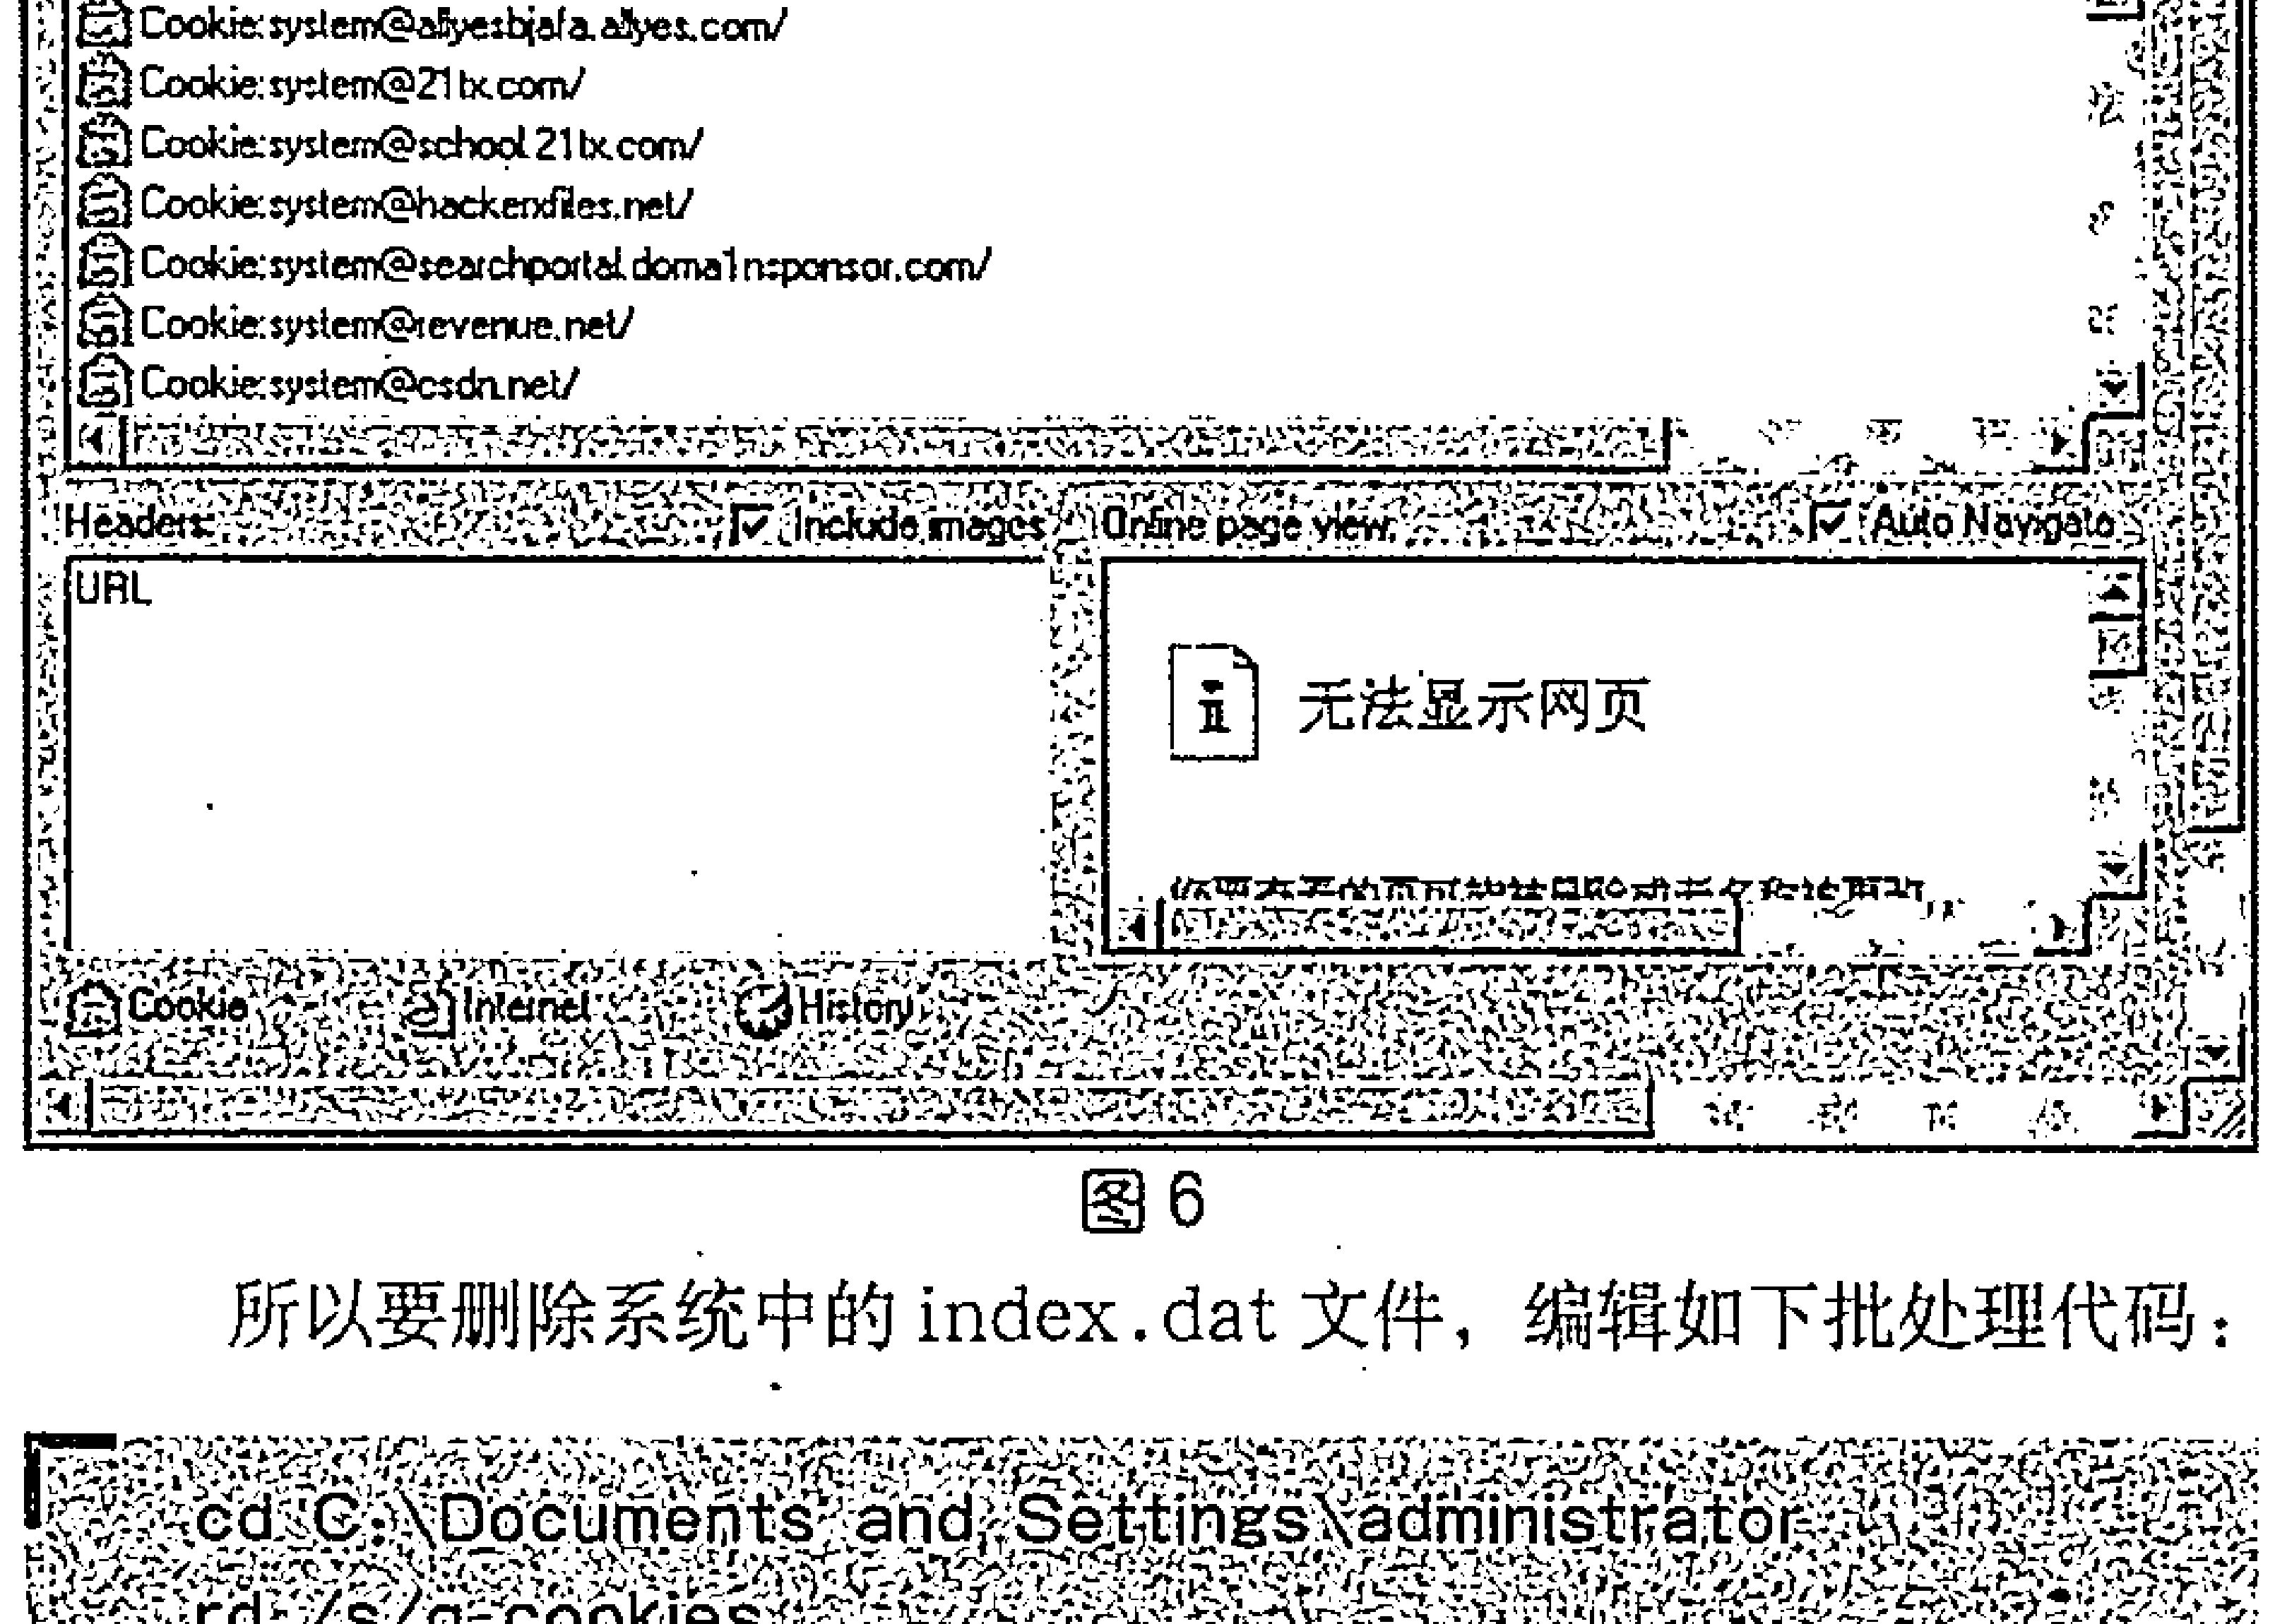 Cookie:system@allyesbjafa.allyes.com/
Cookie:system@21tx.com/
Cookie:system@school.21tx.com/
Cookie:system@hackerxfiles.net/
Cookie:system@searchportal.doma1nsponsor.com/
Cookie:system@revenue.net/
Cookie:system@csdn.net/
Headers: Include images Online page view: Auto Navigate
URL
无法显示网页
Cookie Internet History
图 6
所以要删除系统中的 index.dat 文件，编辑如下批处理代码：
cd C:\Documents and Settings\administrator
rd /s/q cookies